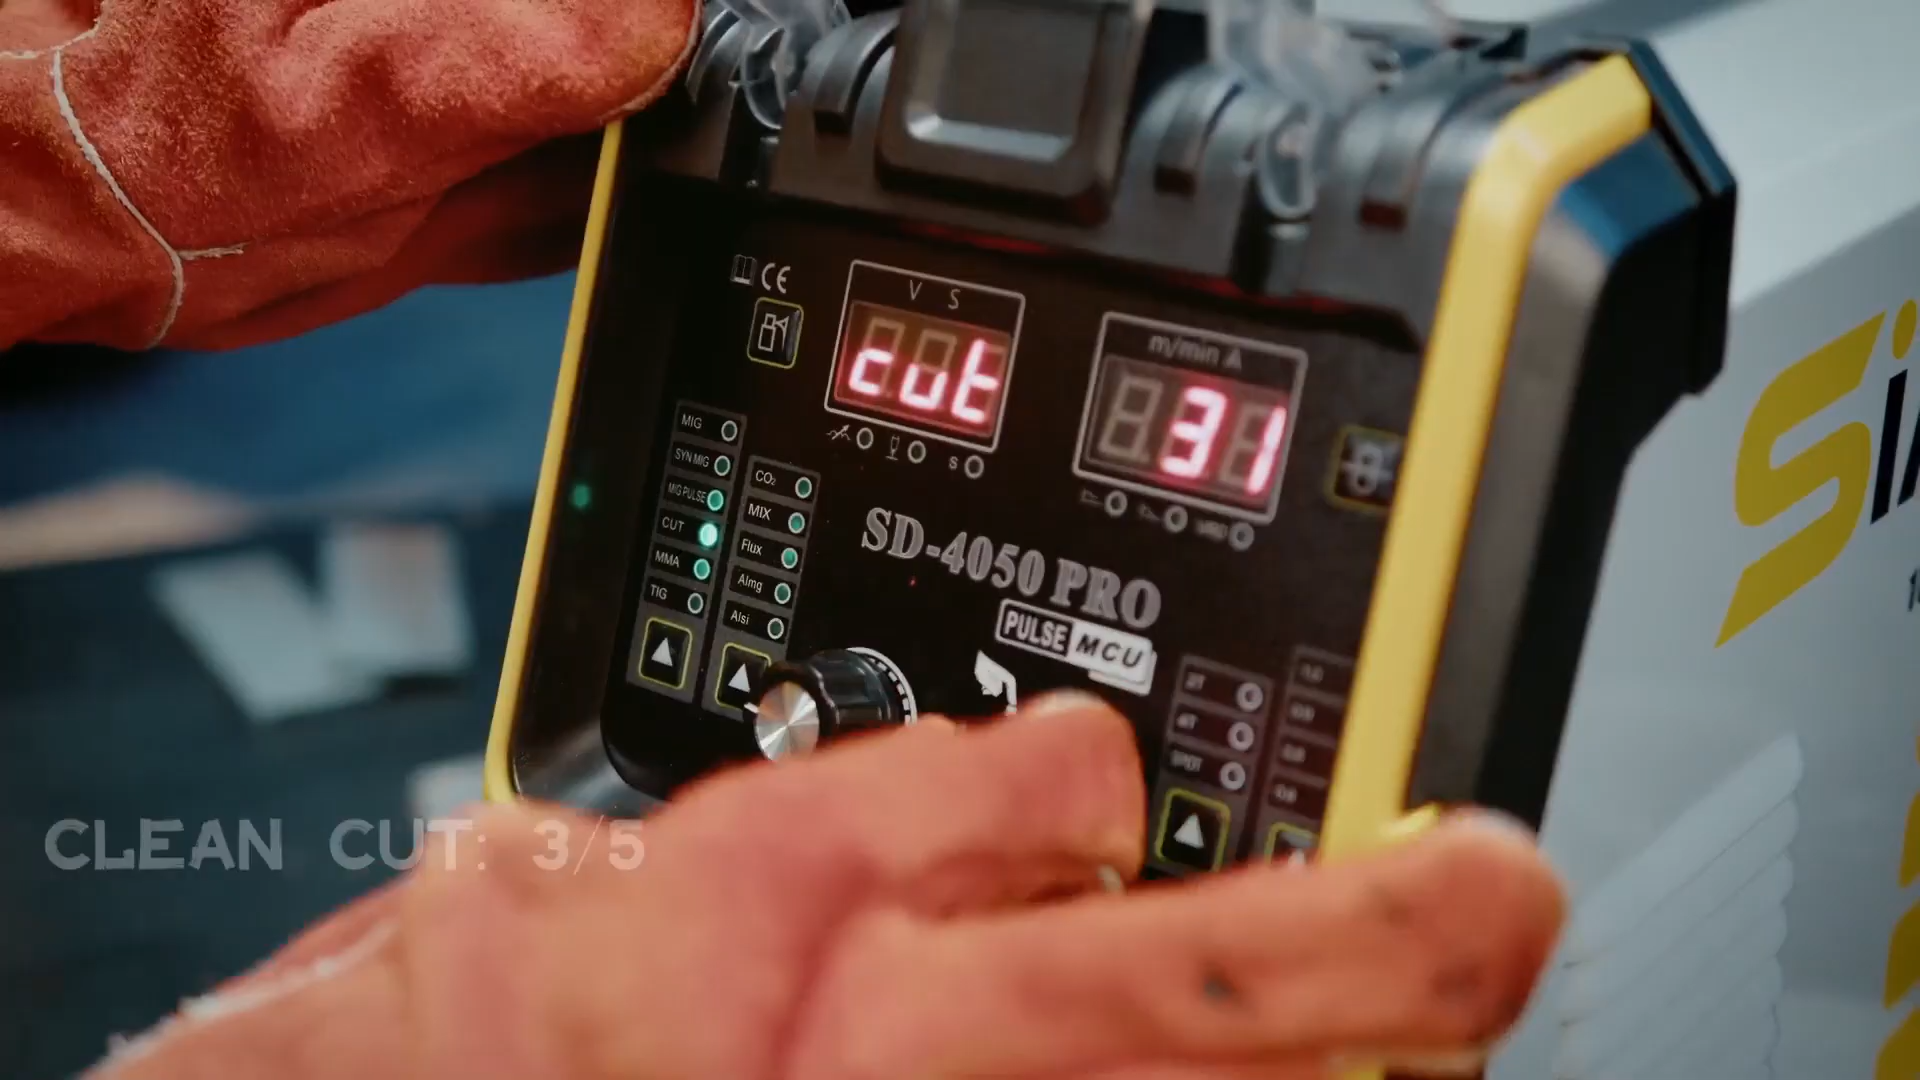 CE
V S
cut
m/min A
31
MIG
SYN MIG
MIG PULSE
CUT
MMA
TIG
CO₂
MIX
Flux
Almg
Alsi
SD-4050 PRO
PULSE MCU
2T
4T
SPOT
CLEAN CUT: 3/5